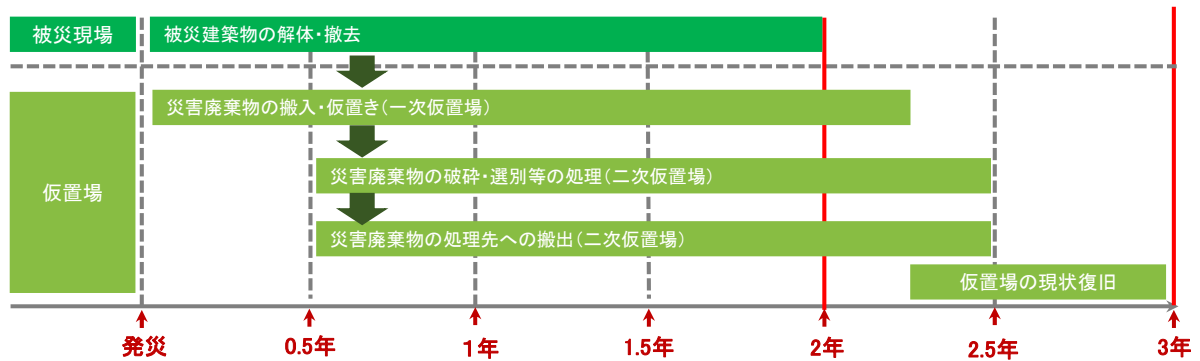 被災現場
被災建築物の解体・撤去
仮置場
災害廃棄物の搬入・仮置き(一次仮置場)
災害廃棄物の破砕・選別等の処理(二次仮置場)
災害廃棄物の処理先への搬出(二次仮置場)
仮置場の現状復旧
発災
0.5年
1年
1.5年
2年
2.5年
3年